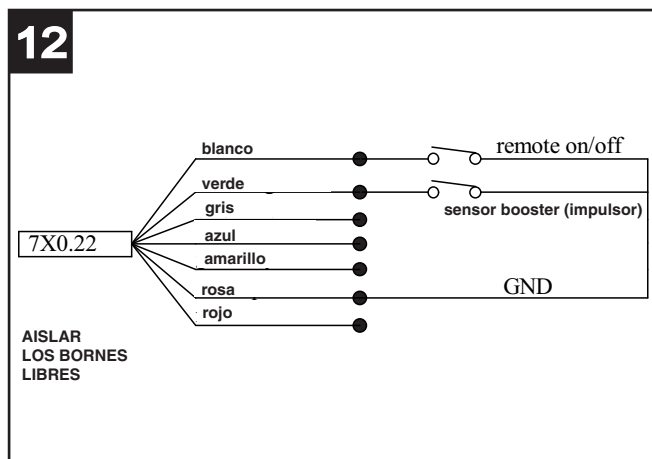 12
blanco
remote on/off
verde
sensor booster (impulsor)
gris
7X0.22
azul
amarillo
rosa
GND
rojo
AISLAR
LOS BORNES
LIBRES